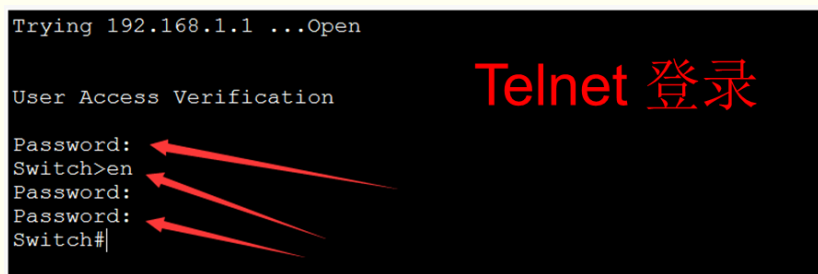 Trying 192.168.1.1 ...Open
Telnet 登录
User Access Verification
Password:
Switch>en
Password:
Password:
Switch#